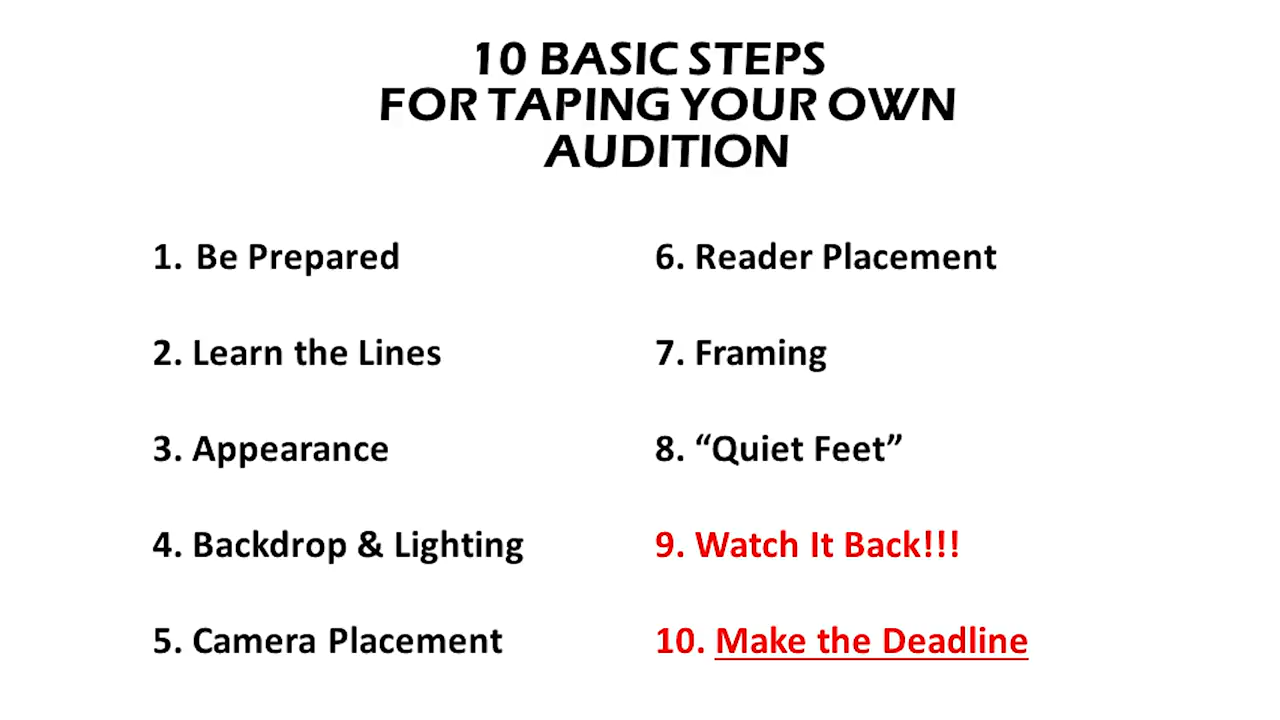 10 BASIC STEPS
FOR TAPING YOUR OWN
AUDITION
1. Be Prepared
2. Learn the Lines
3. Appearance
4. Backdrop & Lighting
5. Camera Placement
6. Reader Placement
7. Framing
8. “Quiet Feet”
9. Watch It Back!!!
10. Make the Deadline